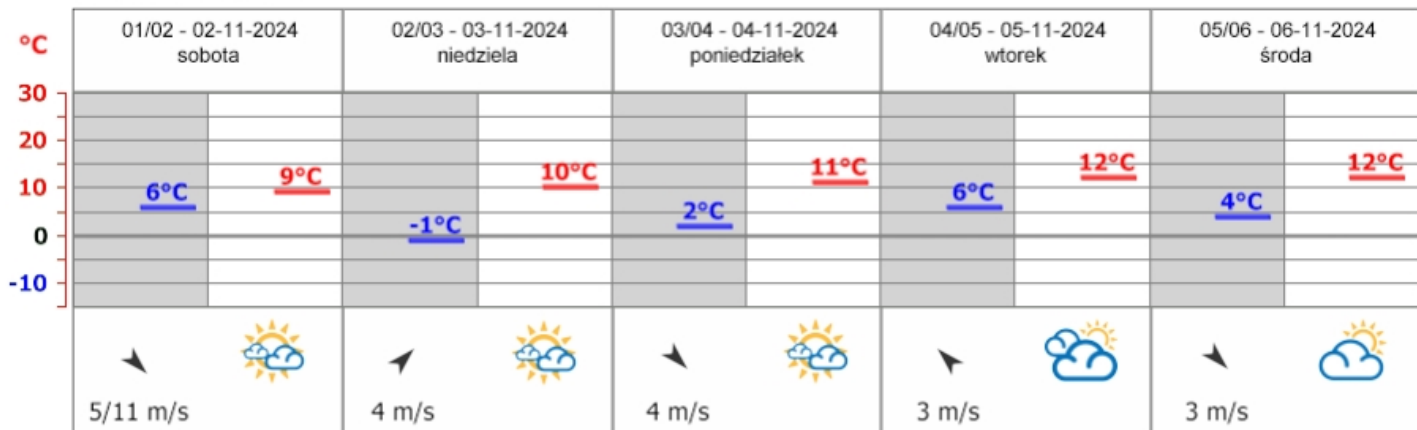 °C
01/02 - 02-11-2024
sobota
02/03 - 03-11-2024
niedziela
03/04 - 04-11-2024
poniedziałek
04/05 - 05-11-2024
wtorek
05/06 - 06-11-2024
środa
30
20
10
0
-10
6°C
9°C
-1°C
10°C
2°C
11°C
6°C
12°C
4°C
12°C
5/11 m/s
4 m/s
4 m/s
3 m/s
3 m/s